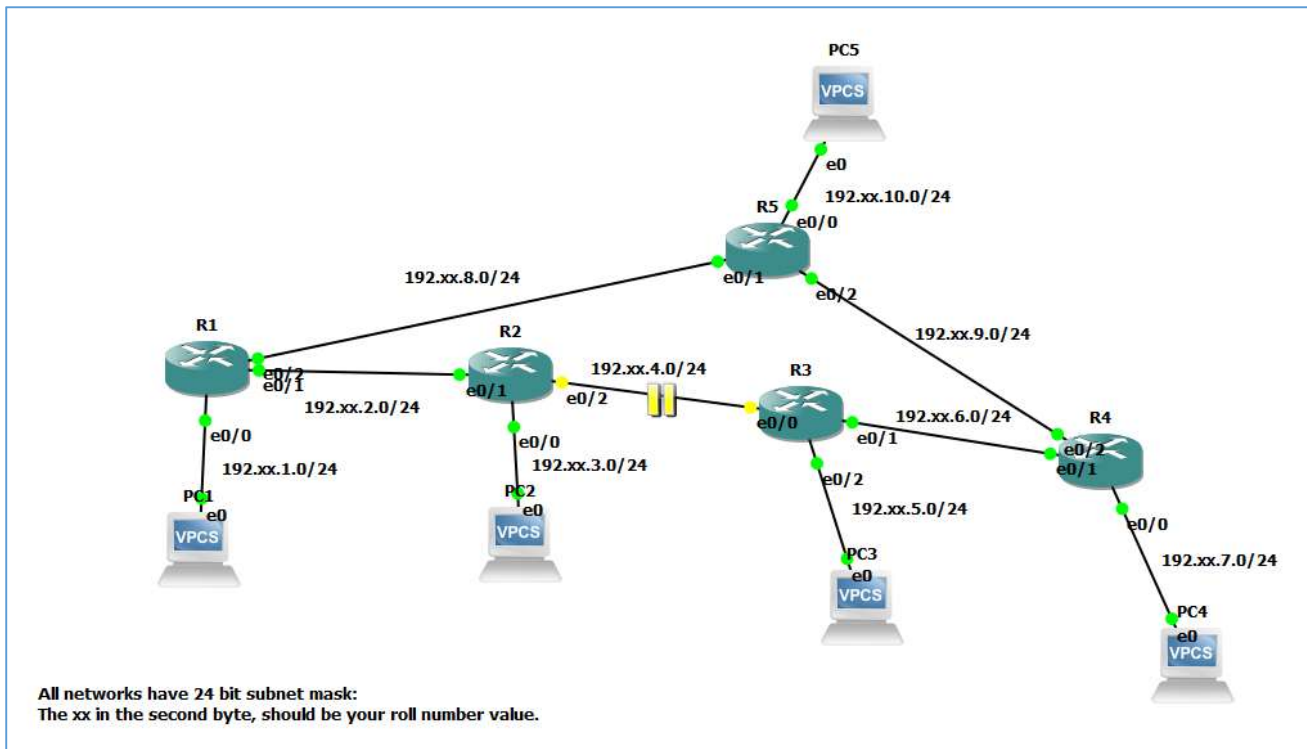 PC5
VPCS
e0
192.xx.10.0/24
R5
e0/0
192.xx.8.0/24
e0/1
e0/2
192.xx.9.0/24
R1
R2
192.xx.4.0/24
R3
e0/2
e0/1
192.xx.2.0/24
e0/1
e0/2
e0/0
192.xx.6.0/24
R4
e0/1
e0/2
e0/1
e0/0
e0/0
e0/2
192.xx.1.0/24
192.xx.3.0/24
192.xx.5.0/24
e0/0
PC1
e0
VPCS
PC2
e0
VPCS
PC3
e0
VPCS
192.xx.7.0/24
PC4
e0
VPCS
All networks have 24 bit subnet mask:
The xx in the second byte, should be your roll number value.